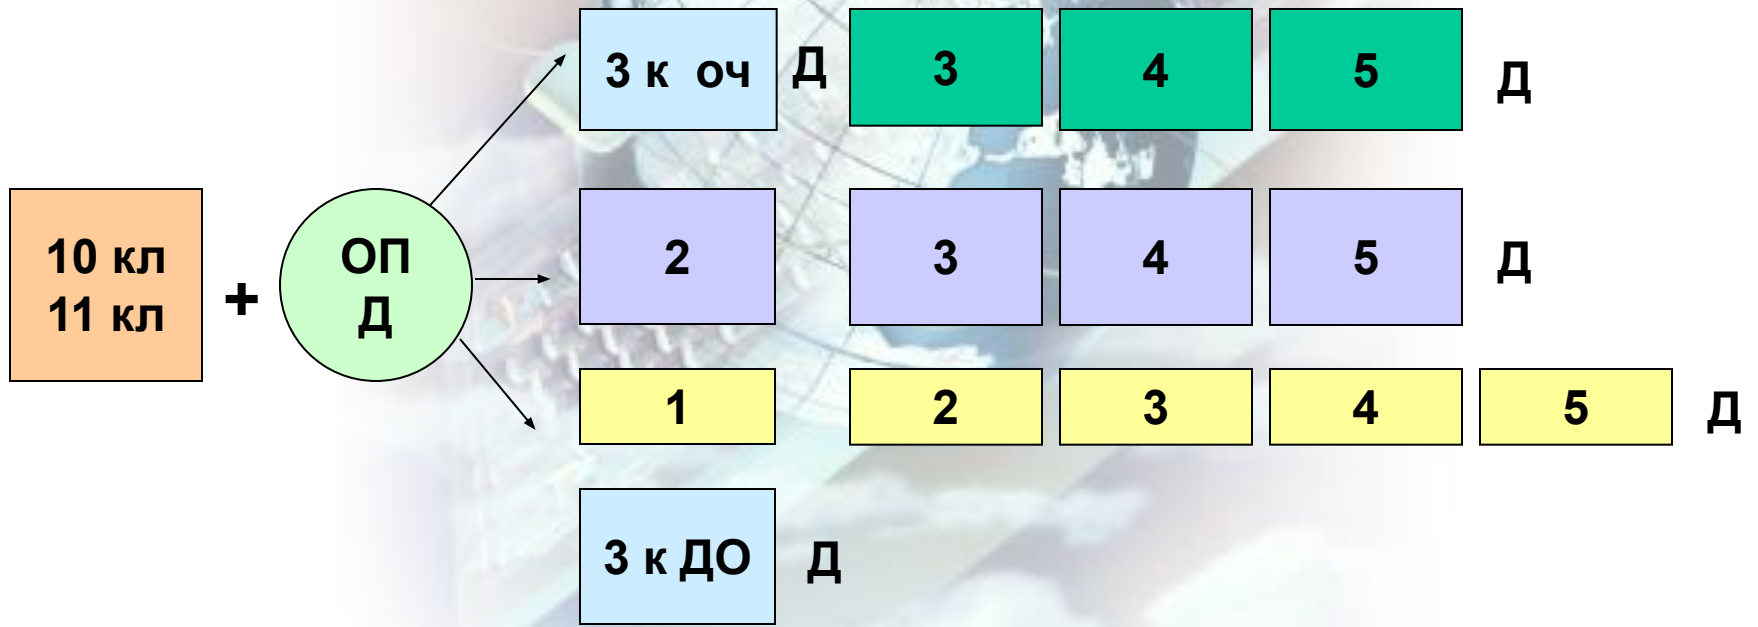 3 к оч Д 3 4 5 Д
10 кл
11 кл
+
ОП
Д
2 3 4 5 Д
1 2 3 4 5 Д
3 к ДО Д